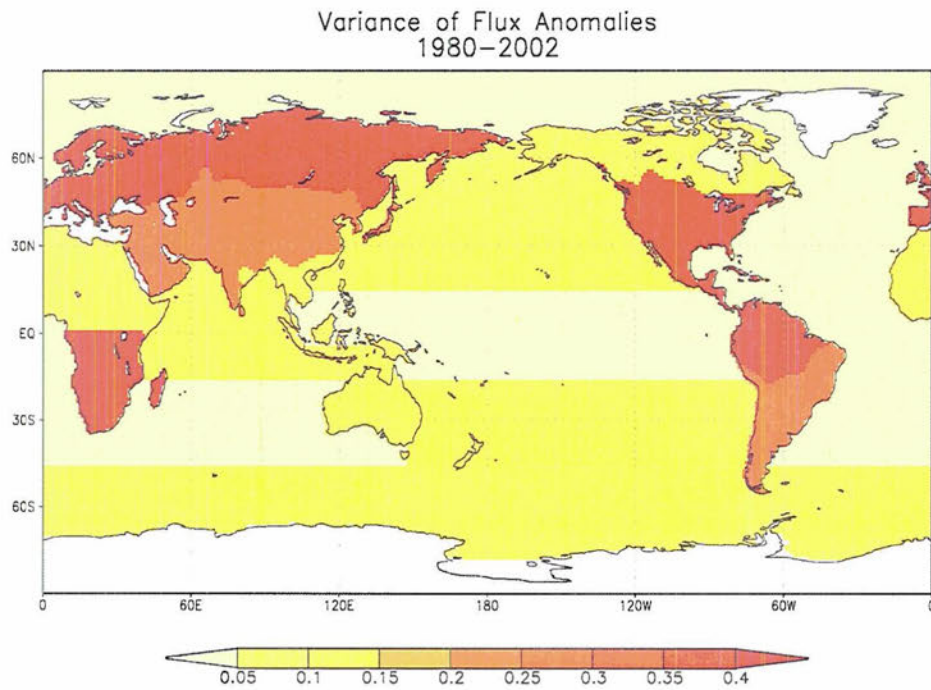 Variance of Flux Anomalies
1980-2002
60N
30N
EQ
30S
60S
0 60E 120E 180 120W 60W 0
0.05 0.1 0.15 0.2 0.25 0.3 0.35 0.4